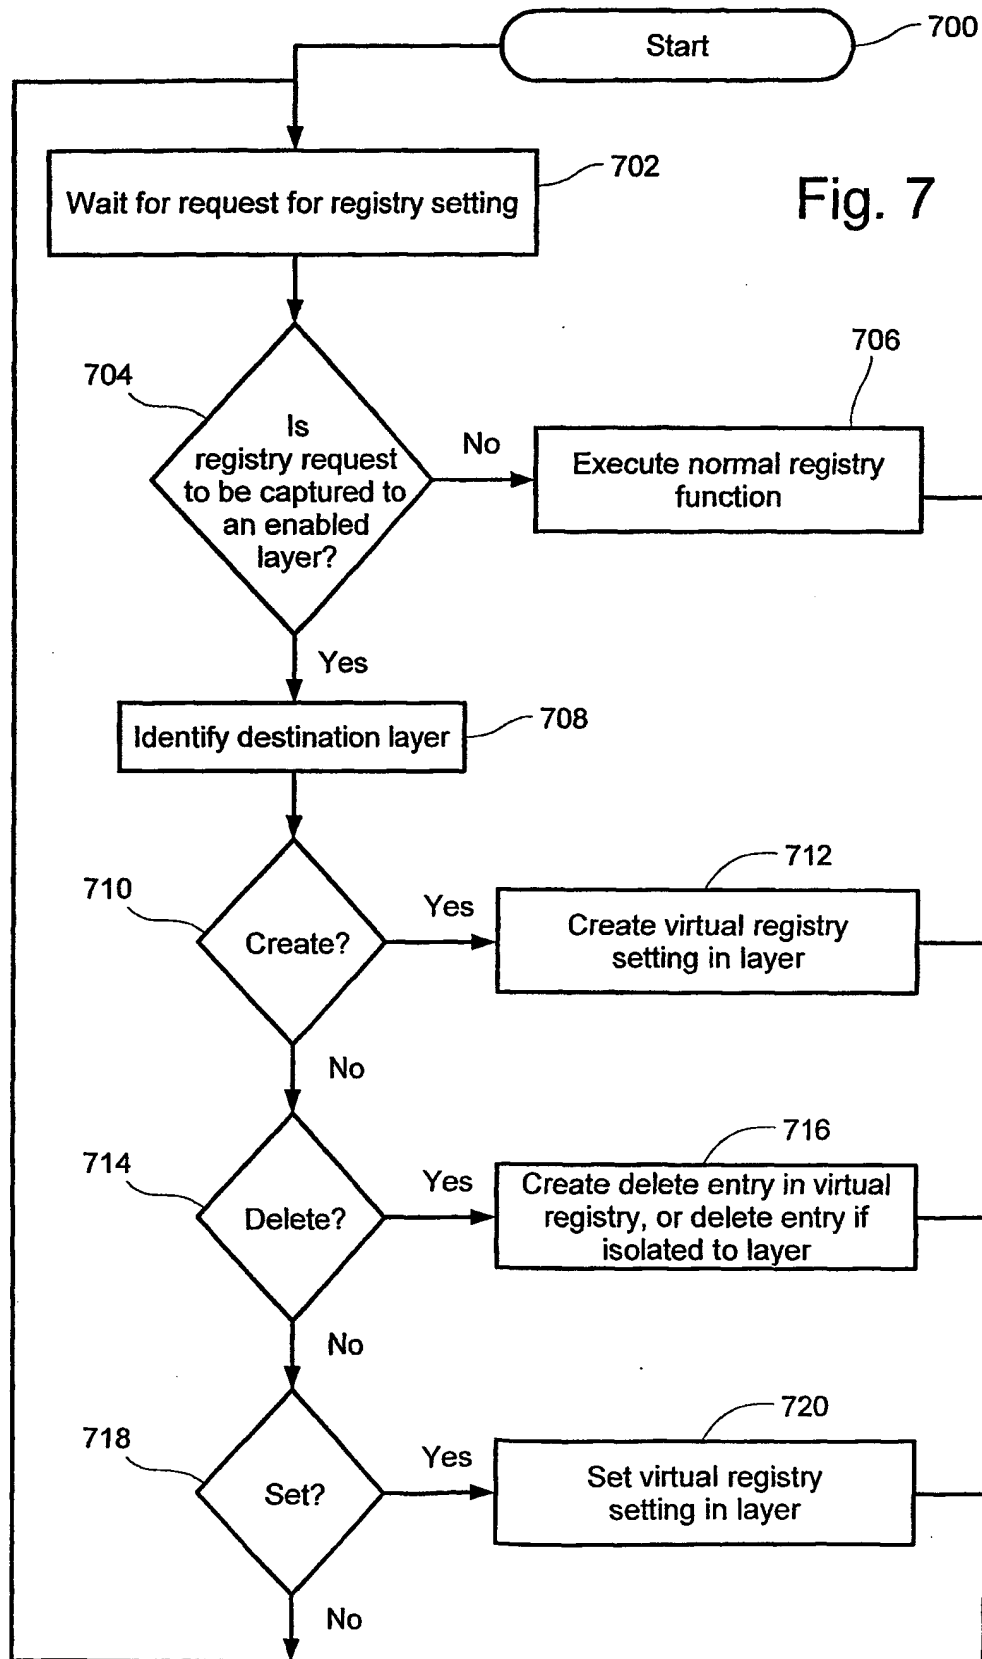 Start
700
702
Wait for request for registry setting
Fig. 7
704
Is
registry request
to be captured to
an enabled
layer?
No
706
Execute normal registry
function
Yes
708
Identify destination layer
710
Create?
Yes
712
Create virtual registry
setting in layer
No
714
Delete?
Yes
716
Create delete entry in virtual
registry, or delete entry if
isolated to layer
No
718
Set?
Yes
720
Set virtual registry
setting in layer
No